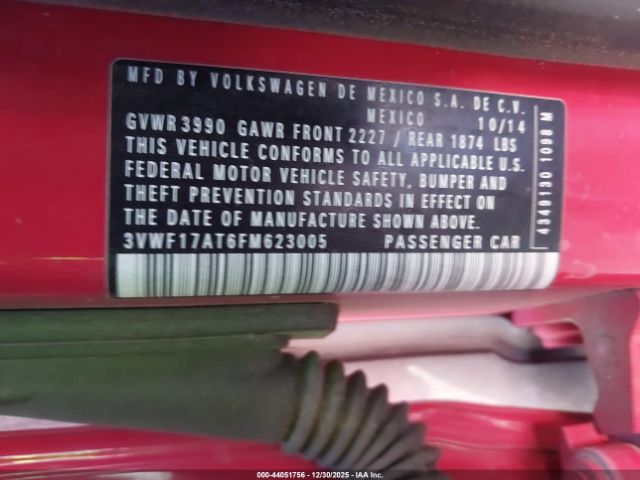 MFD BY VOLKSWAGEN DE MEXICO S.A. DE C.V.
MEXICO 10/14
GVWR 3990 GAWR FRONT 2227 / REAR 1874 LBS
THIS VEHICLE CONFORMS TO ALL APPLICABLE U.S.
FEDERAL MOTOR VEHICLE SAFETY, BUMPER AND
THEFT PREVENTION STANDARDS IN EFFECT ON
THE DATE OF MANUFACTURE SHOWN ABOVE.
3VWF17AT6FM623005 PASSENGER CAR
4949130 1098 M
000-44051756 - 12/30/2025 - IAA Inc.